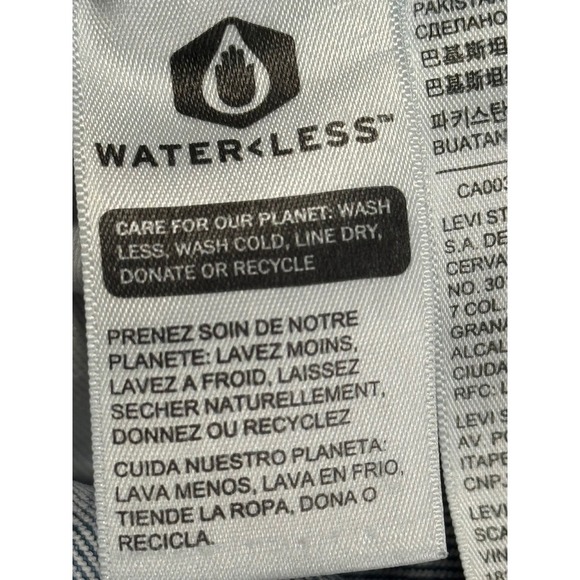 WATER<LESS™
CARE FOR OUR PLANET: WASH
LESS, WASH COLD, LINE DRY,
DONATE OR RECYCLE
PRENEZ SOIN DE NOTRE
PLANETE: LAVEZ MOINS,
LAVEZ A FROID, LAISSEZ
SECHER NATURELLEMENT,
DONNEZ OU RECYCLEZ
CUIDA NUESTRO PLANETA:
LAVA MENOS, LAVA EN FRIO,
TIENDE LA ROPA, DONA O
RECICLA.
PAKISTAN
СДЕЛАНО
巴基斯坦
巴基斯坦
파키스탄
BUATAN
CA003
LEVI ST
S.A. DE
CERVA
NO. 30
7 COL.
GRANA
ALCAL
CIUDA
RFC. L
LEVI S
AV. PO
ITAPE
CNPJ
LEVI
SCA
VIN